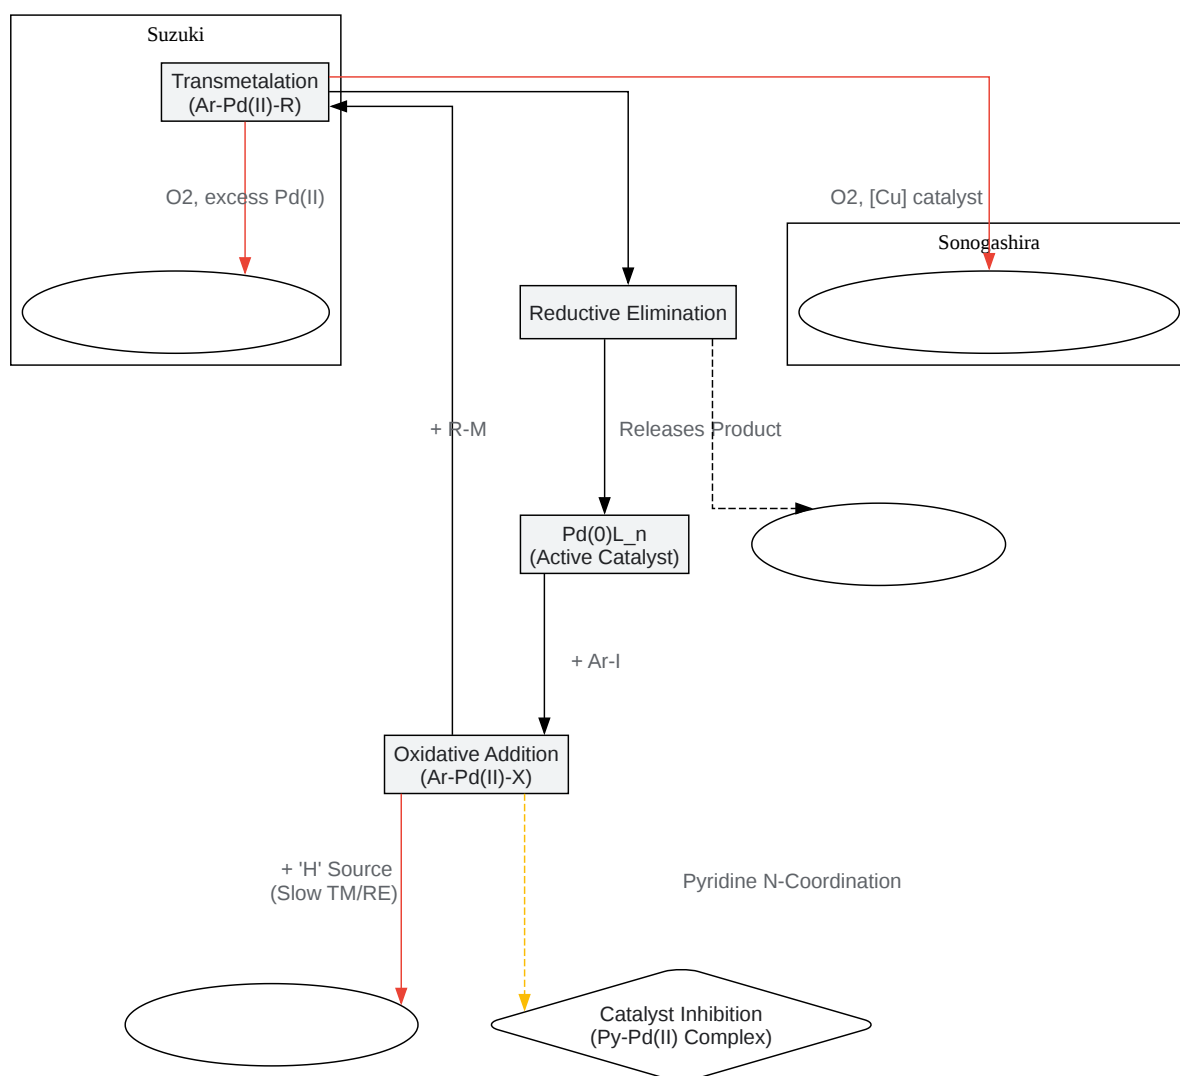 Suzuki
Transmetalation
(Ar-Pd(II)-R)
O2, excess Pd(II)
O2, [Cu] catalyst
Sonogashira
Reductive Elimination
+ R-M
Releases Product
Pd(0)L_n
(Active Catalyst)
+ Ar-I
Oxidative Addition
(Ar-Pd(II)-X)
+ 'H' Source
(Slow TM/RE)
Pyridine N-Coordination
Catalyst Inhibition
(Py-Pd(II) Complex)